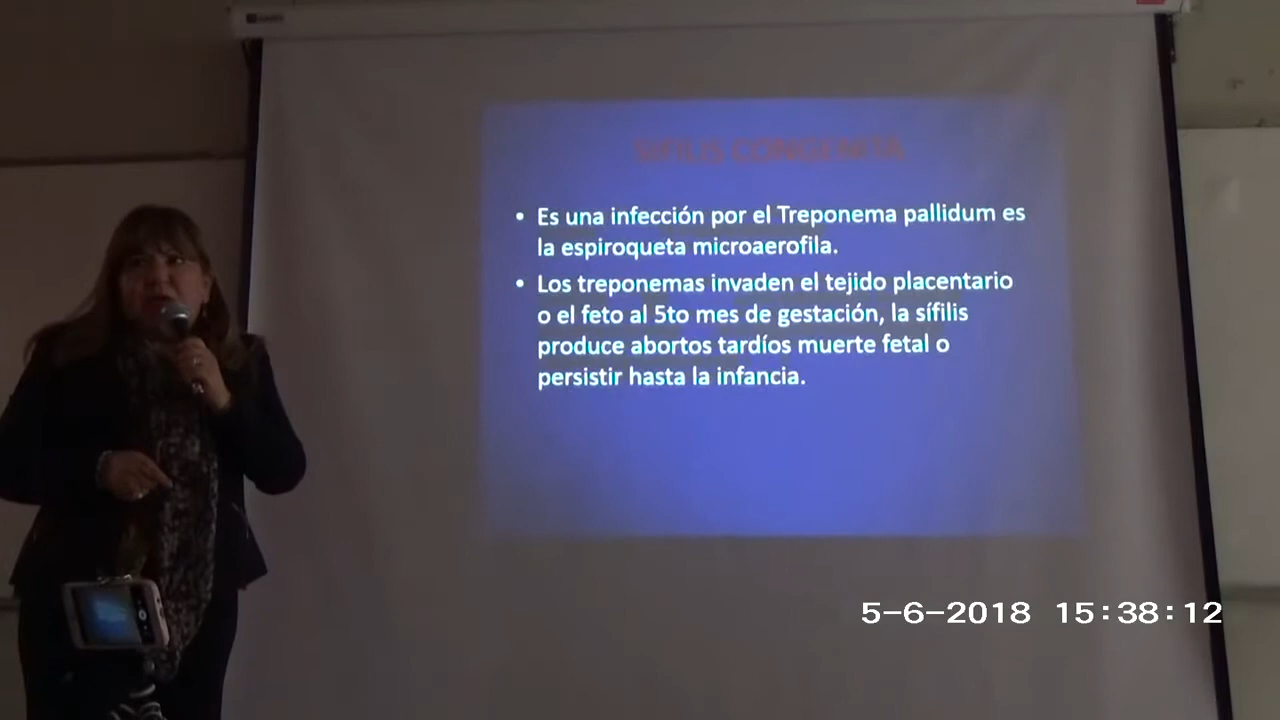 SÍFILIS CONGENITA
• Es una infección por el Treponema pallidum es
la espiroqueta microaerofila.
• Los treponemas invaden el tejido placentario
o el feto al 5to mes de gestación, la sífilis
produce abortos tardíos muerte fetal o
persistir hasta la infancia.
5-6-2018 15:38:12